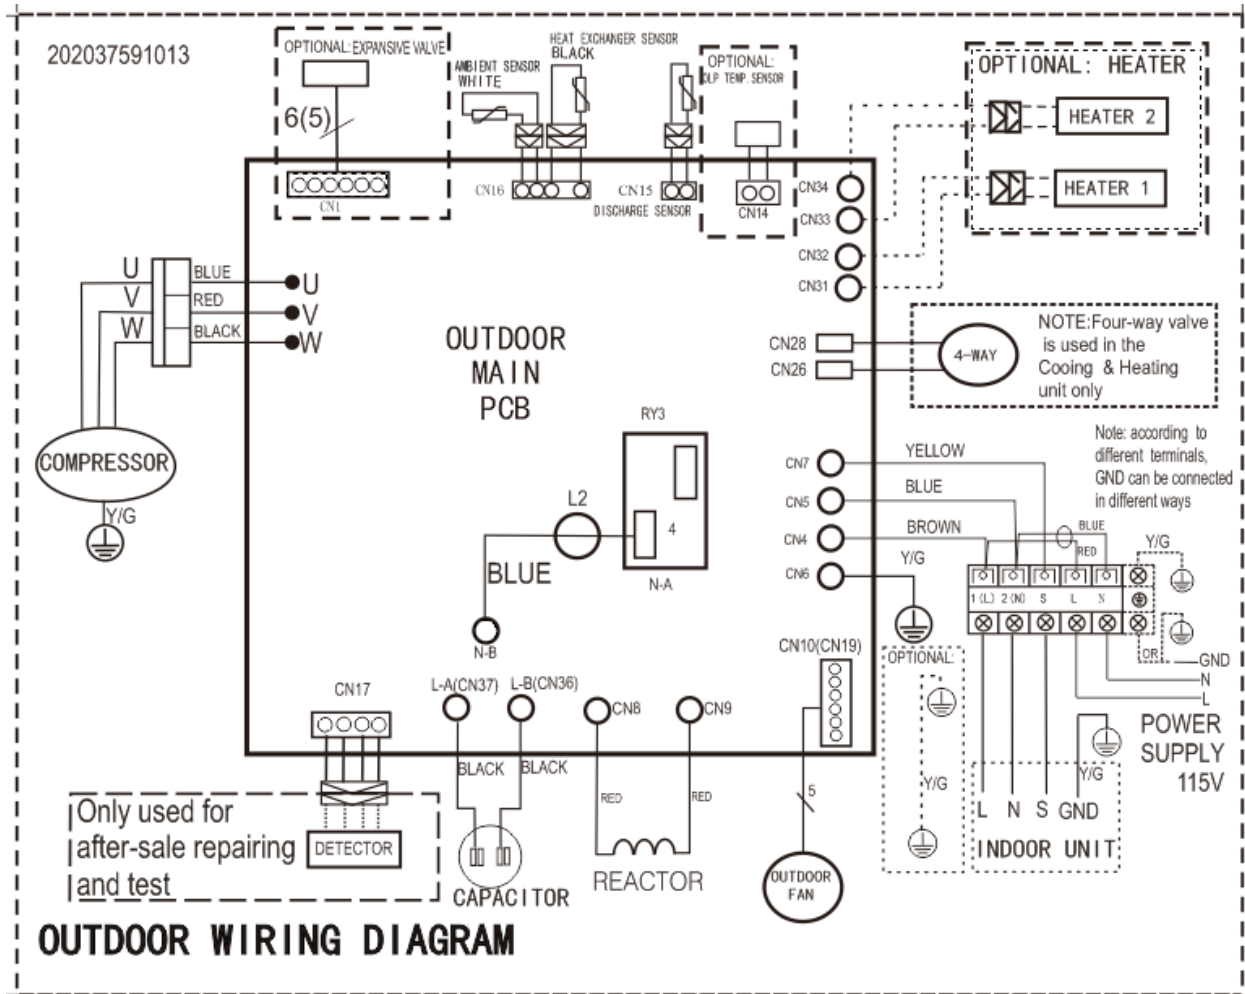 202037591013
OPTIONAL: EXPANSIVE VALVE
6(5)
CN1
AMBIENT SENSOR
WHITE
HEAT EXCHANGER SENSOR
BLACK
CN16
CN15
DISCHARGE SENSOR
OPTIONAL:
OLP TEMP. SENSOR
CN14
OPTIONAL: HEATER
HEATER 2
HEATER 1
CN34
CN33
CN32
CN31
U
V
W
BLUE
RED
BLACK
U
V
W
COMPRESSOR
Y/G
OUTDOOR
MAIN
PCB
CN28
CN26
4-WAY
NOTE:Four-way valve
is used in the
Cooing & Heating
unit only
RY3
4
N-A
L2
BLUE
N-B
CN7
CN5
CN4
CN6
YELLOW
BLUE
BROWN
Y/G
Note: according to
different terminals,
GND can be connected
in different ways
BLUE
RED
Y/G
1(L) 2(N) S L N
OR
GND
N
L
POWER
SUPPLY
115V
OPTIONAL:
Y/G
Y/G
L N S GND
INDOOR UNIT
CN10(CN19)
5
OUTDOOR
FAN
CN17
L-A(CN37) L-B(CN36)
CN8
CN9
BLACK BLACK
RED
RED
CAPACITOR
REACTOR
Only used for
after-sale repairing
and test
DETECTOR
OUTDOOR WIRING DIAGRAM